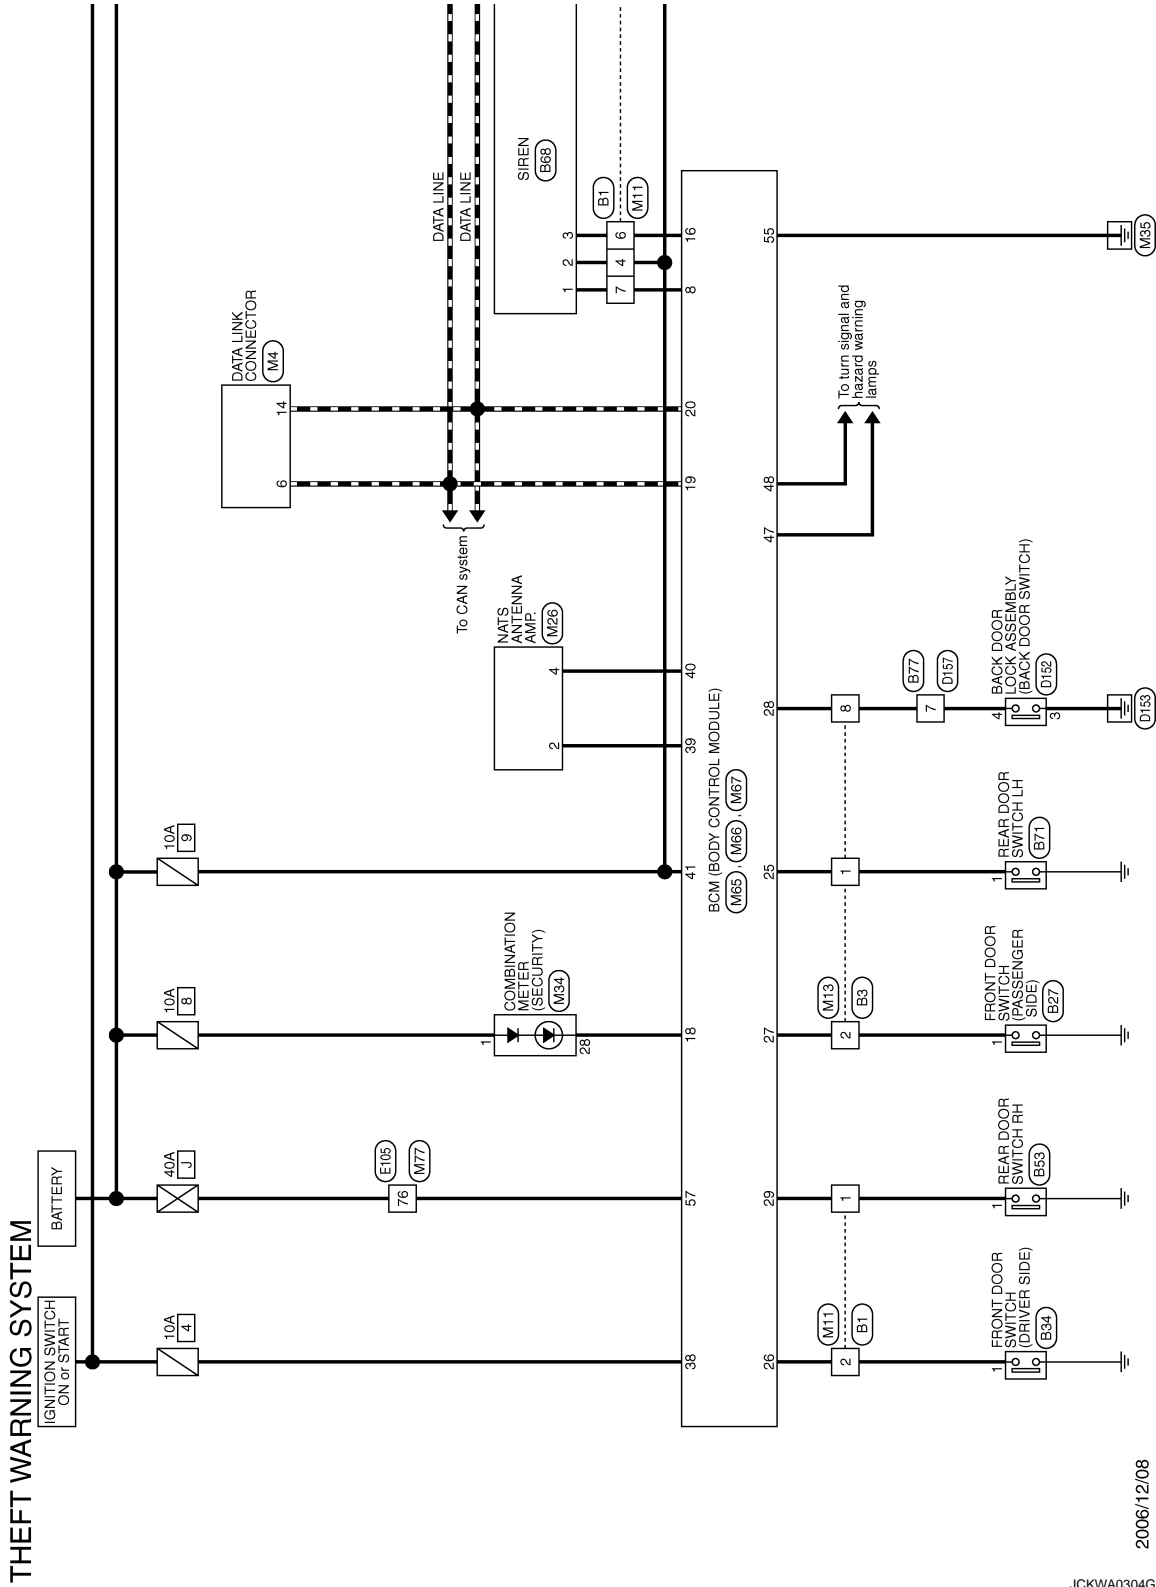 THEFT WARNING SYSTEM
IGNITION SWITCH
ON or START
BATTERY
10A
4
40A
J
10A
8
10A
9
E105
M77
76
DATA LINK
CONNECTOR
M4
6
14
DATA LINE
DATA LINE
To CAN system
COMBINATION
METER
(SECURITY)
M34
1
28
NATS
ANTENNA
AMP.
M26
2
4
SIREN
B68
1
2
3
7
4
6
B1
M11
38
57
18
41
39
40
19
20
8
16
BCM (BODY CONTROL MODULE)
M65 , M66 , M67
26
29
27
25
28
47
48
55
M11
B1
2
1
M13
B3
2
1
8
B77
D157
7
To turn signal and
hazard warning
lamps
FRONT DOOR
SWITCH
(DRIVER SIDE)
B34
1
REAR DOOR
SWITCH RH
B53
1
FRONT DOOR
SWITCH
(PASSENGER
SIDE)
B27
1
REAR DOOR
SWITCH LH
B71
1
BACK DOOR
LOCK ASSEMBLY
(BACK DOOR SWITCH)
D152
4
3
D153
M35
2006/12/08
JCKWA0304G